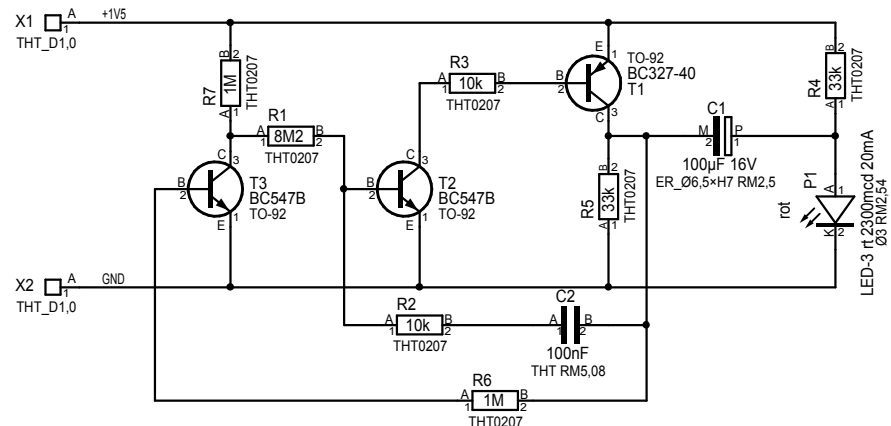 X1 A 1 +1V5
THT_D1,0
R7 1M B 2 A 1 THT0207
R1
A 1 8M2 B 2
THT0207
R3
A 1 10k B 2
THT0207
E 1 TO-92
BC327-40
T1
B 2
C 3
R4 33k B 2 A 1 THT0207
C1
M 2 P 1
100µF 16V
ER_Ø6,5×H7 RM2,5
C 3
B 2 T3
BC547B
TO-92
E 1
C 3
B 2 T2
BC547B
TO-92
E 1
R5 33k B 2 A 1 THT0207
P1
A 1
K 2
rot
LED-3 rt 2300mcd 20mA
Ø3 RM2,54
X2 A 1 GND
THT_D1,0
R2
A 1 10k B 2
THT0207
C2
A 1 B 2
100nF
THT RM5,08
R6
A 1 1M B 2
THT0207